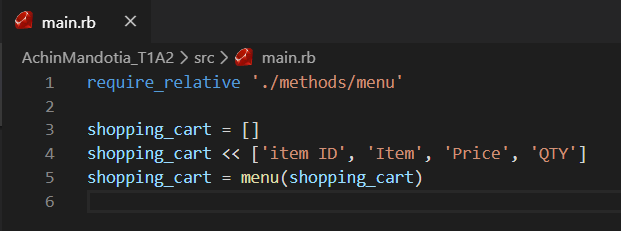 main.rb
AchinMandotia_T1A2 > src > main.rb
1 require_relative './methods/menu'
2
3 shopping_cart = []
4 shopping_cart << ['item ID', 'Item', 'Price', 'QTY']
5 shopping_cart = menu(shopping_cart)
6